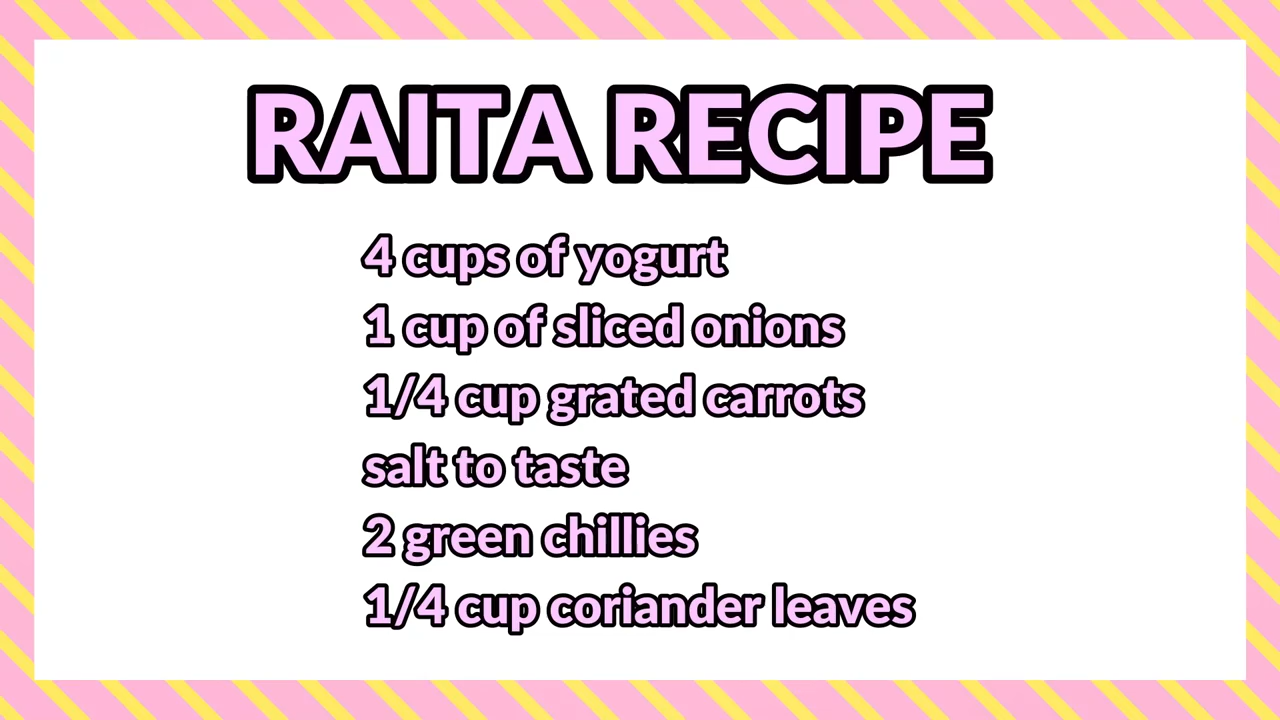 RAITA RECIPE
4 cups of yogurt
1 cup of sliced onions
1/4 cup grated carrots
salt to taste
2 green chillies
1/4 cup coriander leaves